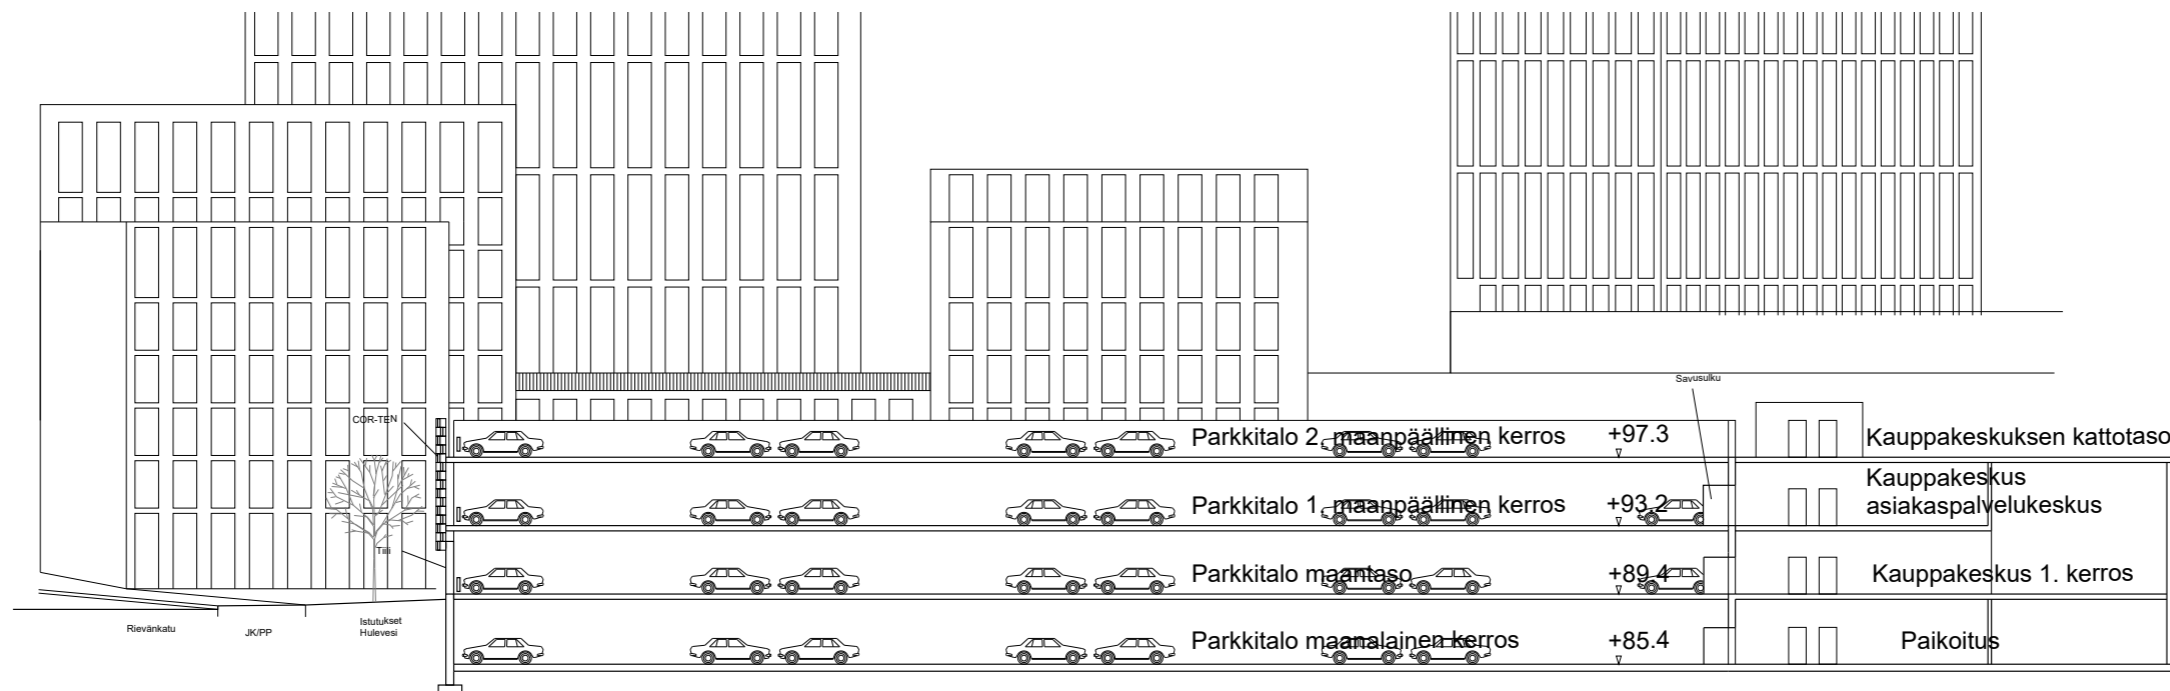 Savusulku
COR-TEN
Parkkitalo 2. maanpäällinen kerros
+97.3
Kauppakeskuksen kattotaso
Parkkitalo 1. maanpäällinen kerros
+93.2
Kauppakeskus
asiakaspalvelukeskus
Tiili
Parkkitalo maantaso
+89.4
Kauppakeskus 1. kerros
Rievänkatu
JK/PP
Istutukset
Hulevesi
Parkkitalo maanalainen kerros
+85.4
Paikoitus